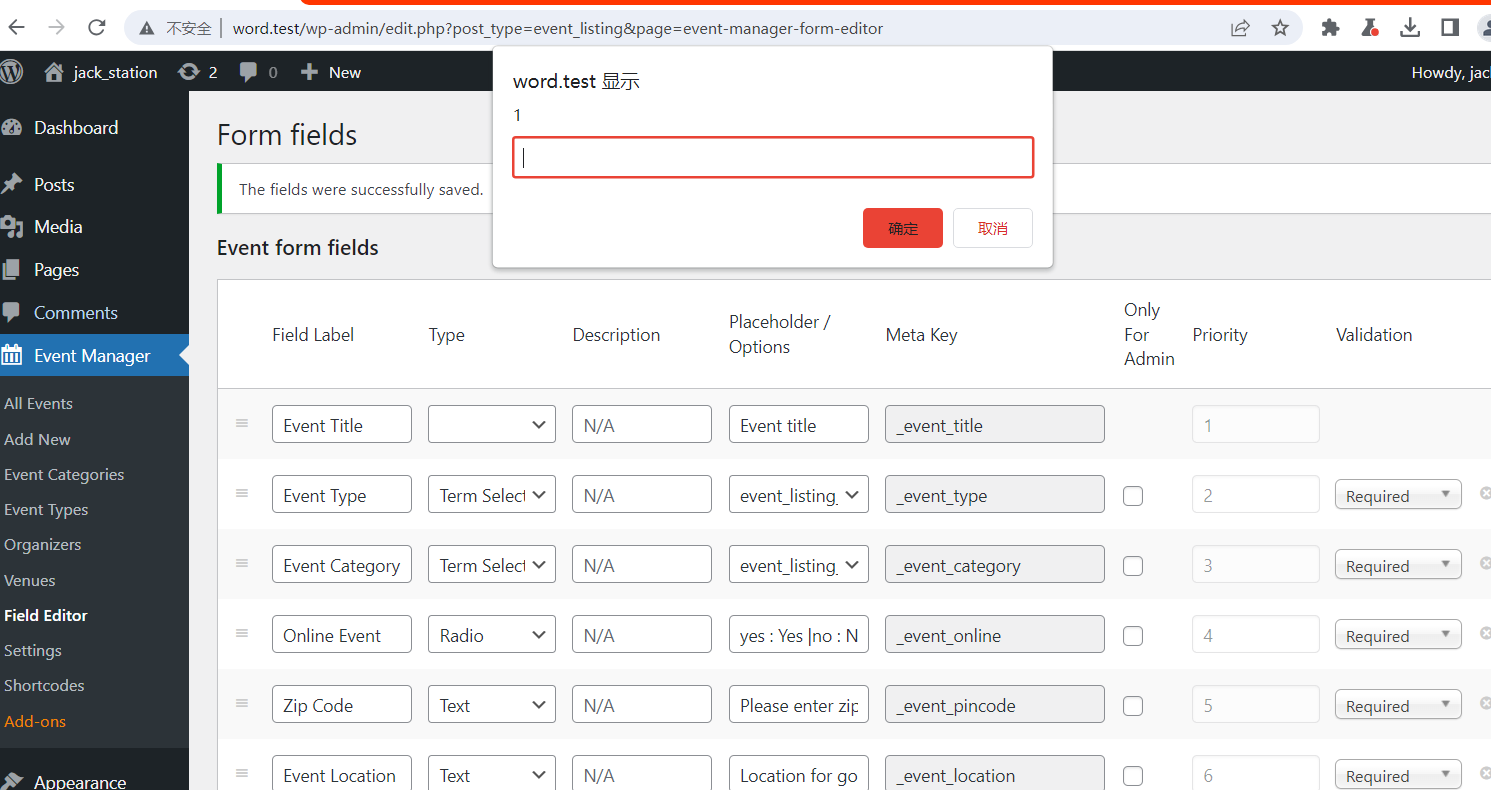 不安全 word.test/wp-admin/edit.php?post_type=event_listing&page=event-manager-form-editor
jack_station 2 0 New Howdy, jack
word.test 显示
1
确定 取消
Dashboard
Posts
Media
Pages
Comments
Event Manager
All Events
Add New
Event Categories
Event Types
Organizers
Venues
Field Editor
Settings
Shortcodes
Add-ons
Appearance
Form fields
The fields were successfully saved.
Event form fields
Field Label Type Description Placeholder / Options Meta Key Only For Admin Priority Validation
Event Title N/A Event title _event_title 1
Event Type Term Select N/A event_listing_ _event_type 2 Required
Event Category Term Select N/A event_listing_ _event_category 3 Required
Online Event Radio N/A yes : Yes |no : N _event_online 4 Required
Zip Code Text N/A Please enter zip _event_pincode 5 Required
Event Location Text N/A Location for go _event_location 6 Required